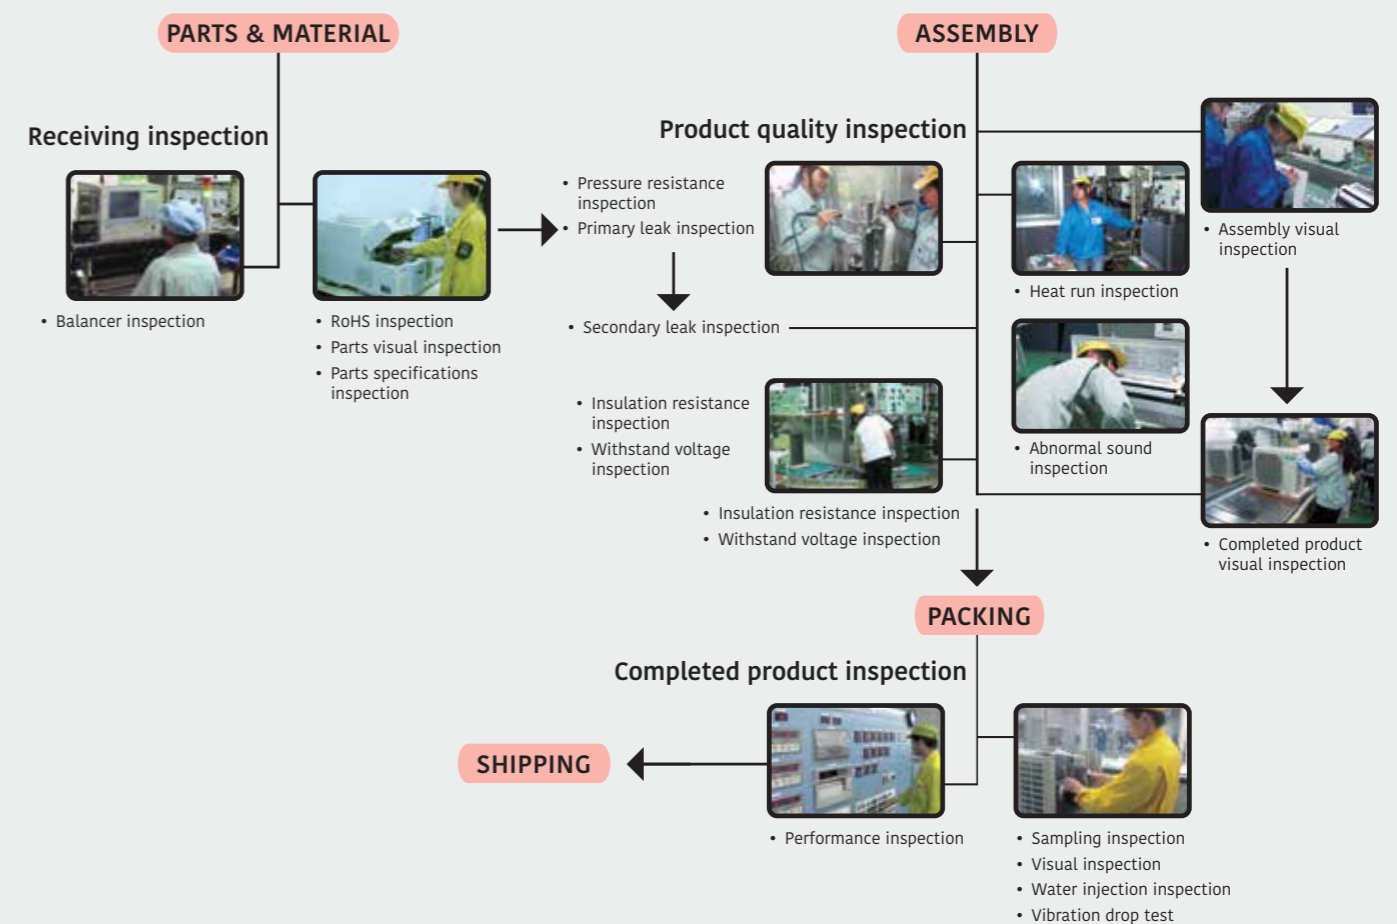 PARTS & MATERIAL
Receiving inspection
• Balancer inspection
• RoHS inspection
• Parts visual inspection
• Parts specifications
inspection
ASSEMBLY
Product quality inspection
• Pressure resistance
inspection
• Primary leak inspection
• Secondary leak inspection
• Insulation resistance
inspection
• Withstand voltage
inspection
• Insulation resistance inspection
• Withstand voltage inspection
• Heat run inspection
• Abnormal sound
inspection
• Assembly visual
inspection
• Completed product
visual inspection
PACKING
Completed product inspection
SHIPPING
• Performance inspection
• Sampling inspection
• Visual inspection
• Water injection inspection
• Vibration drop test